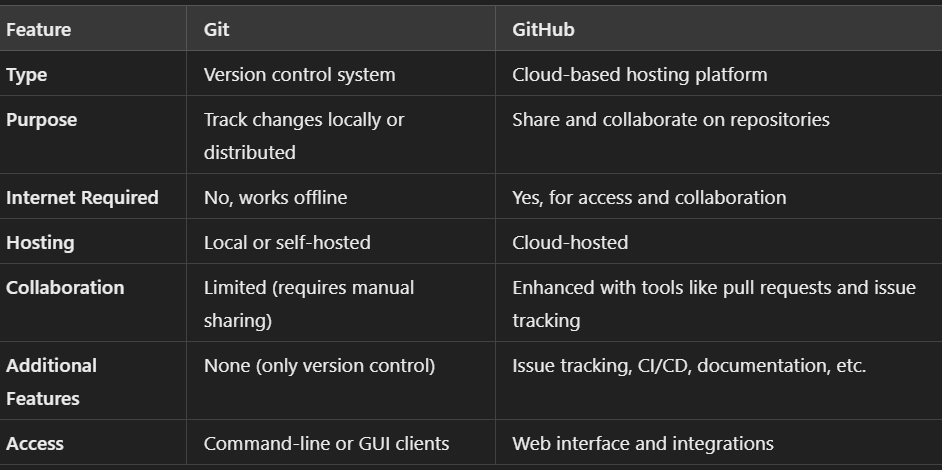 Feature Git GitHub
Type Version control system Cloud-based hosting platform
Purpose Track changes locally or Share and collaborate on repositories
distributed
Internet Required No, works offline Yes, for access and collaboration
Hosting Local or self-hosted Cloud-hosted
Collaboration Limited (requires manual Enhanced with tools like pull requests and issue
sharing) tracking
Additional None (only version control) Issue tracking, CI/CD, documentation, etc.
Features
Access Command-line or GUI clients Web interface and integrations